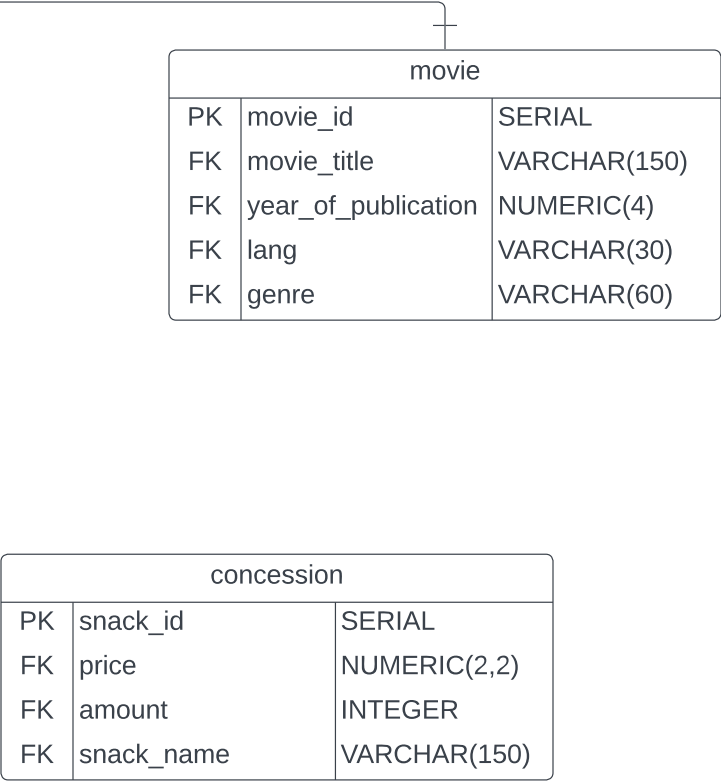 movie
PK movie_id SERIAL
FK movie_title VARCHAR(150)
FK year_of_publication NUMERIC(4)
FK lang VARCHAR(30)
FK genre VARCHAR(60)
concession
PK snack_id SERIAL
FK price NUMERIC(2,2)
FK amount INTEGER
FK snack_name VARCHAR(150)